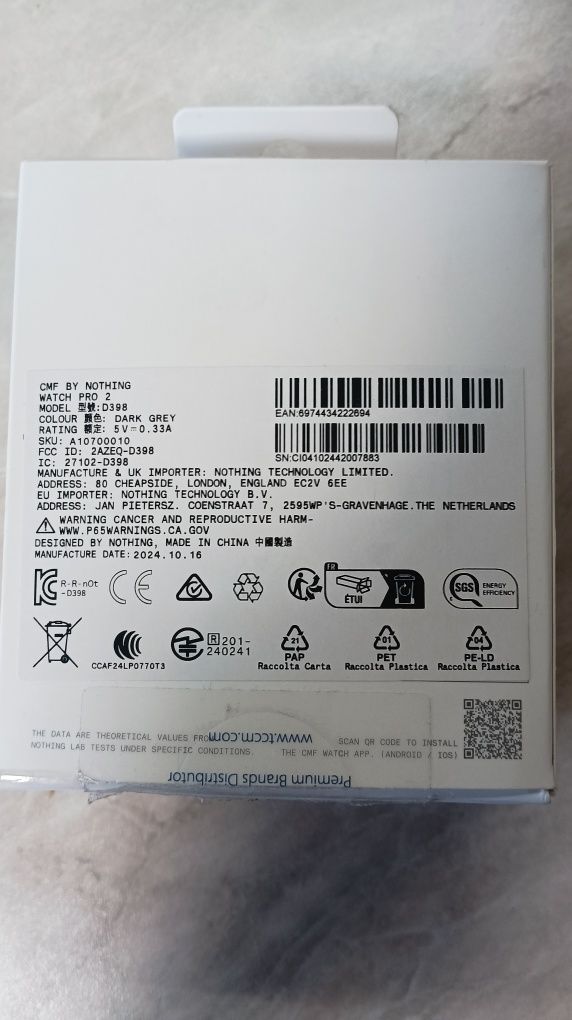 CMF BY NOTHING
WATCH PRO 2
MODEL 型號:D398
COLOUR 顏色: DARK GREY
RATING 額定: 5V⎓0.33A
SKU: A10700010
FCC ID: 2AZEQ-D398
IC: 27102-D398
EAN:6974434222694
SN:CI04102442007883
MANUFACTURE & UK IMPORTER: NOTHING TECHNOLOGY LIMITED.
ADDRESS: 80 CHEAPSIDE, LONDON, ENGLAND EC2V 6EE
EU IMPORTER: NOTHING TECHNOLOGY B.V.
ADDRESS: JAN PIETERSZ. COENSTRAAT 7, 2595WP'S-GRAVENHAGE.THE NETHERLANDS
WARNING CANCER AND REPRODUCTIVE HARM-
WWW.P65WARNINGS.CA.GOV
DESIGNED BY NOTHING, MADE IN CHINA 中國製造
MANUFACTURE DATE: 2024.10.16
R-R-nOt
-D398
CE
FR
ÉTUI
SGS ENERGY
EFFICIENCY
CCAF24LP0770T3
R 201-
240241
21
PAP
Raccolta Carta
01
PET
Raccolta Plastica
04
PE-LD
Raccolta Plastica
THE DATA ARE THEORETICAL VALUES FROM
NOTHING LAB TESTS UNDER SPECIFIC CONDITIONS.
www.tccm.com
SCAN QR CODE TO INSTALL
THE CMF WATCH APP. (ANDROID / IOS)
Premium Brands Distributor